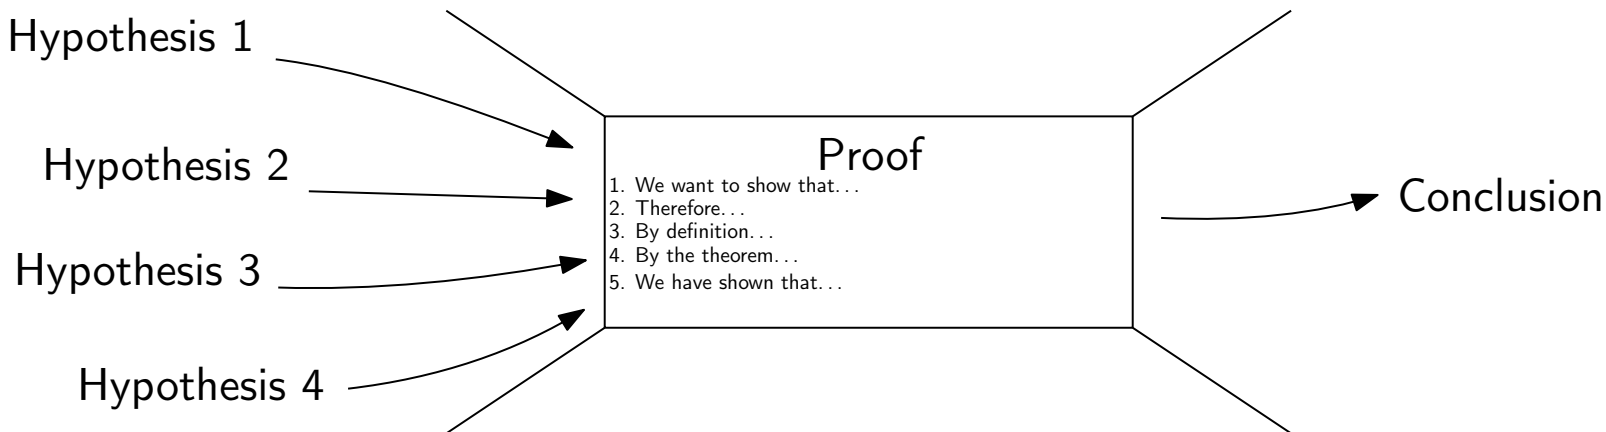 Hypothesis 1
Hypothesis 2
Hypothesis 3
Hypothesis 4
Proof
1. We want to show that...
2. Therefore...
3. By definition...
4. By the theorem...
5. We have shown that...
Conclusion